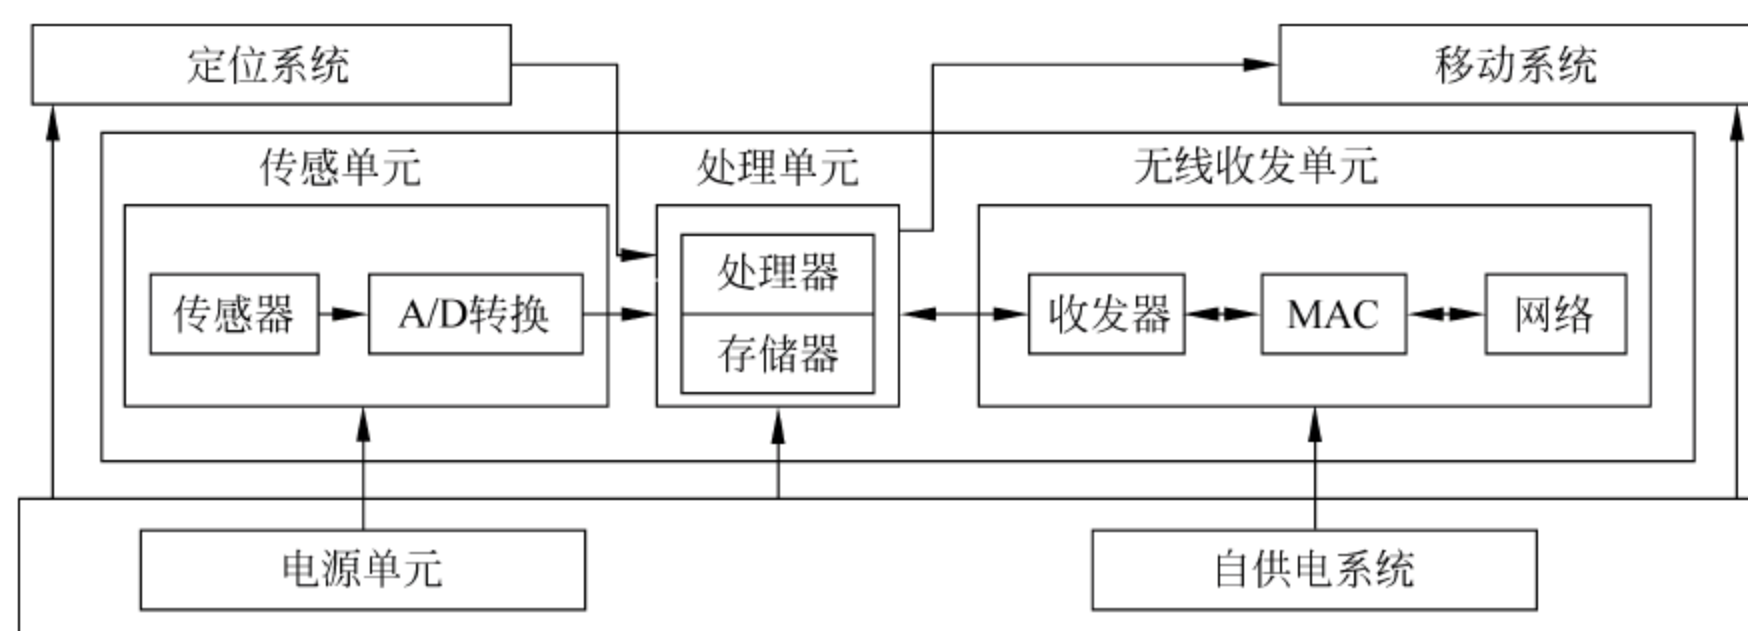 定位系统
移动系统
传感单元
处理单元
无线收发单元
传感器
A/D转换
处理器
存储器
收发器
MAC
网络
电源单元
自供电系统